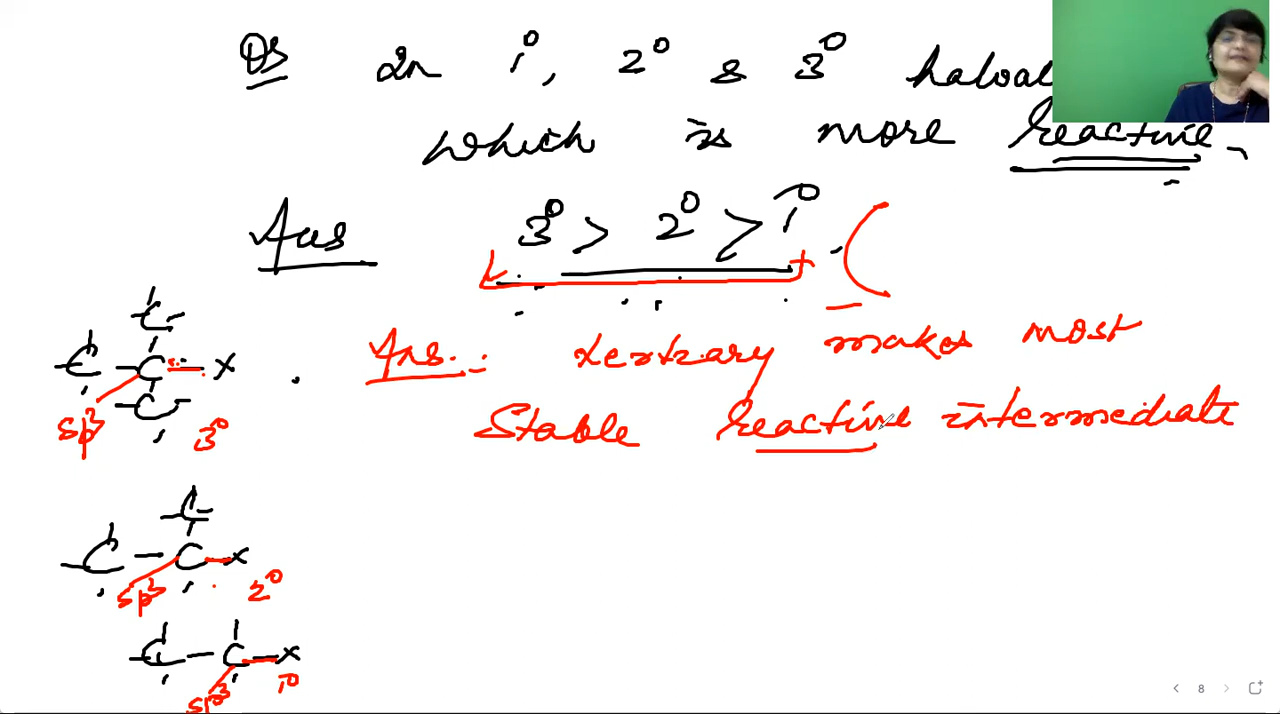 Qs In 1°, 2° & 3° haloal
which is more reactive
Ans 3° > 2° > 1° (
Ans. :- tertiary makes most
stable reactive intermediate
C
C - C - X
C
sp³ 3°
C
C - C - X
sp³ 2°
C - C - X
sp³ 1°
8